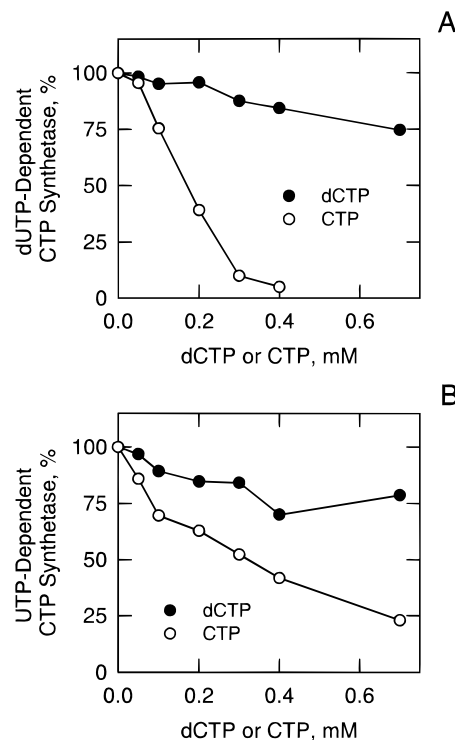 A
100
75
50
25
0
dUTP-Dependent
CTP Synthetase, %
dCTP
CTP
0.0 0.2 0.4 0.6
dCTP or CTP, mM
B
100
75
50
25
0
UTP-Dependent
CTP Synthetase, %
dCTP
CTP
0.0 0.2 0.4 0.6
dCTP or CTP, mM